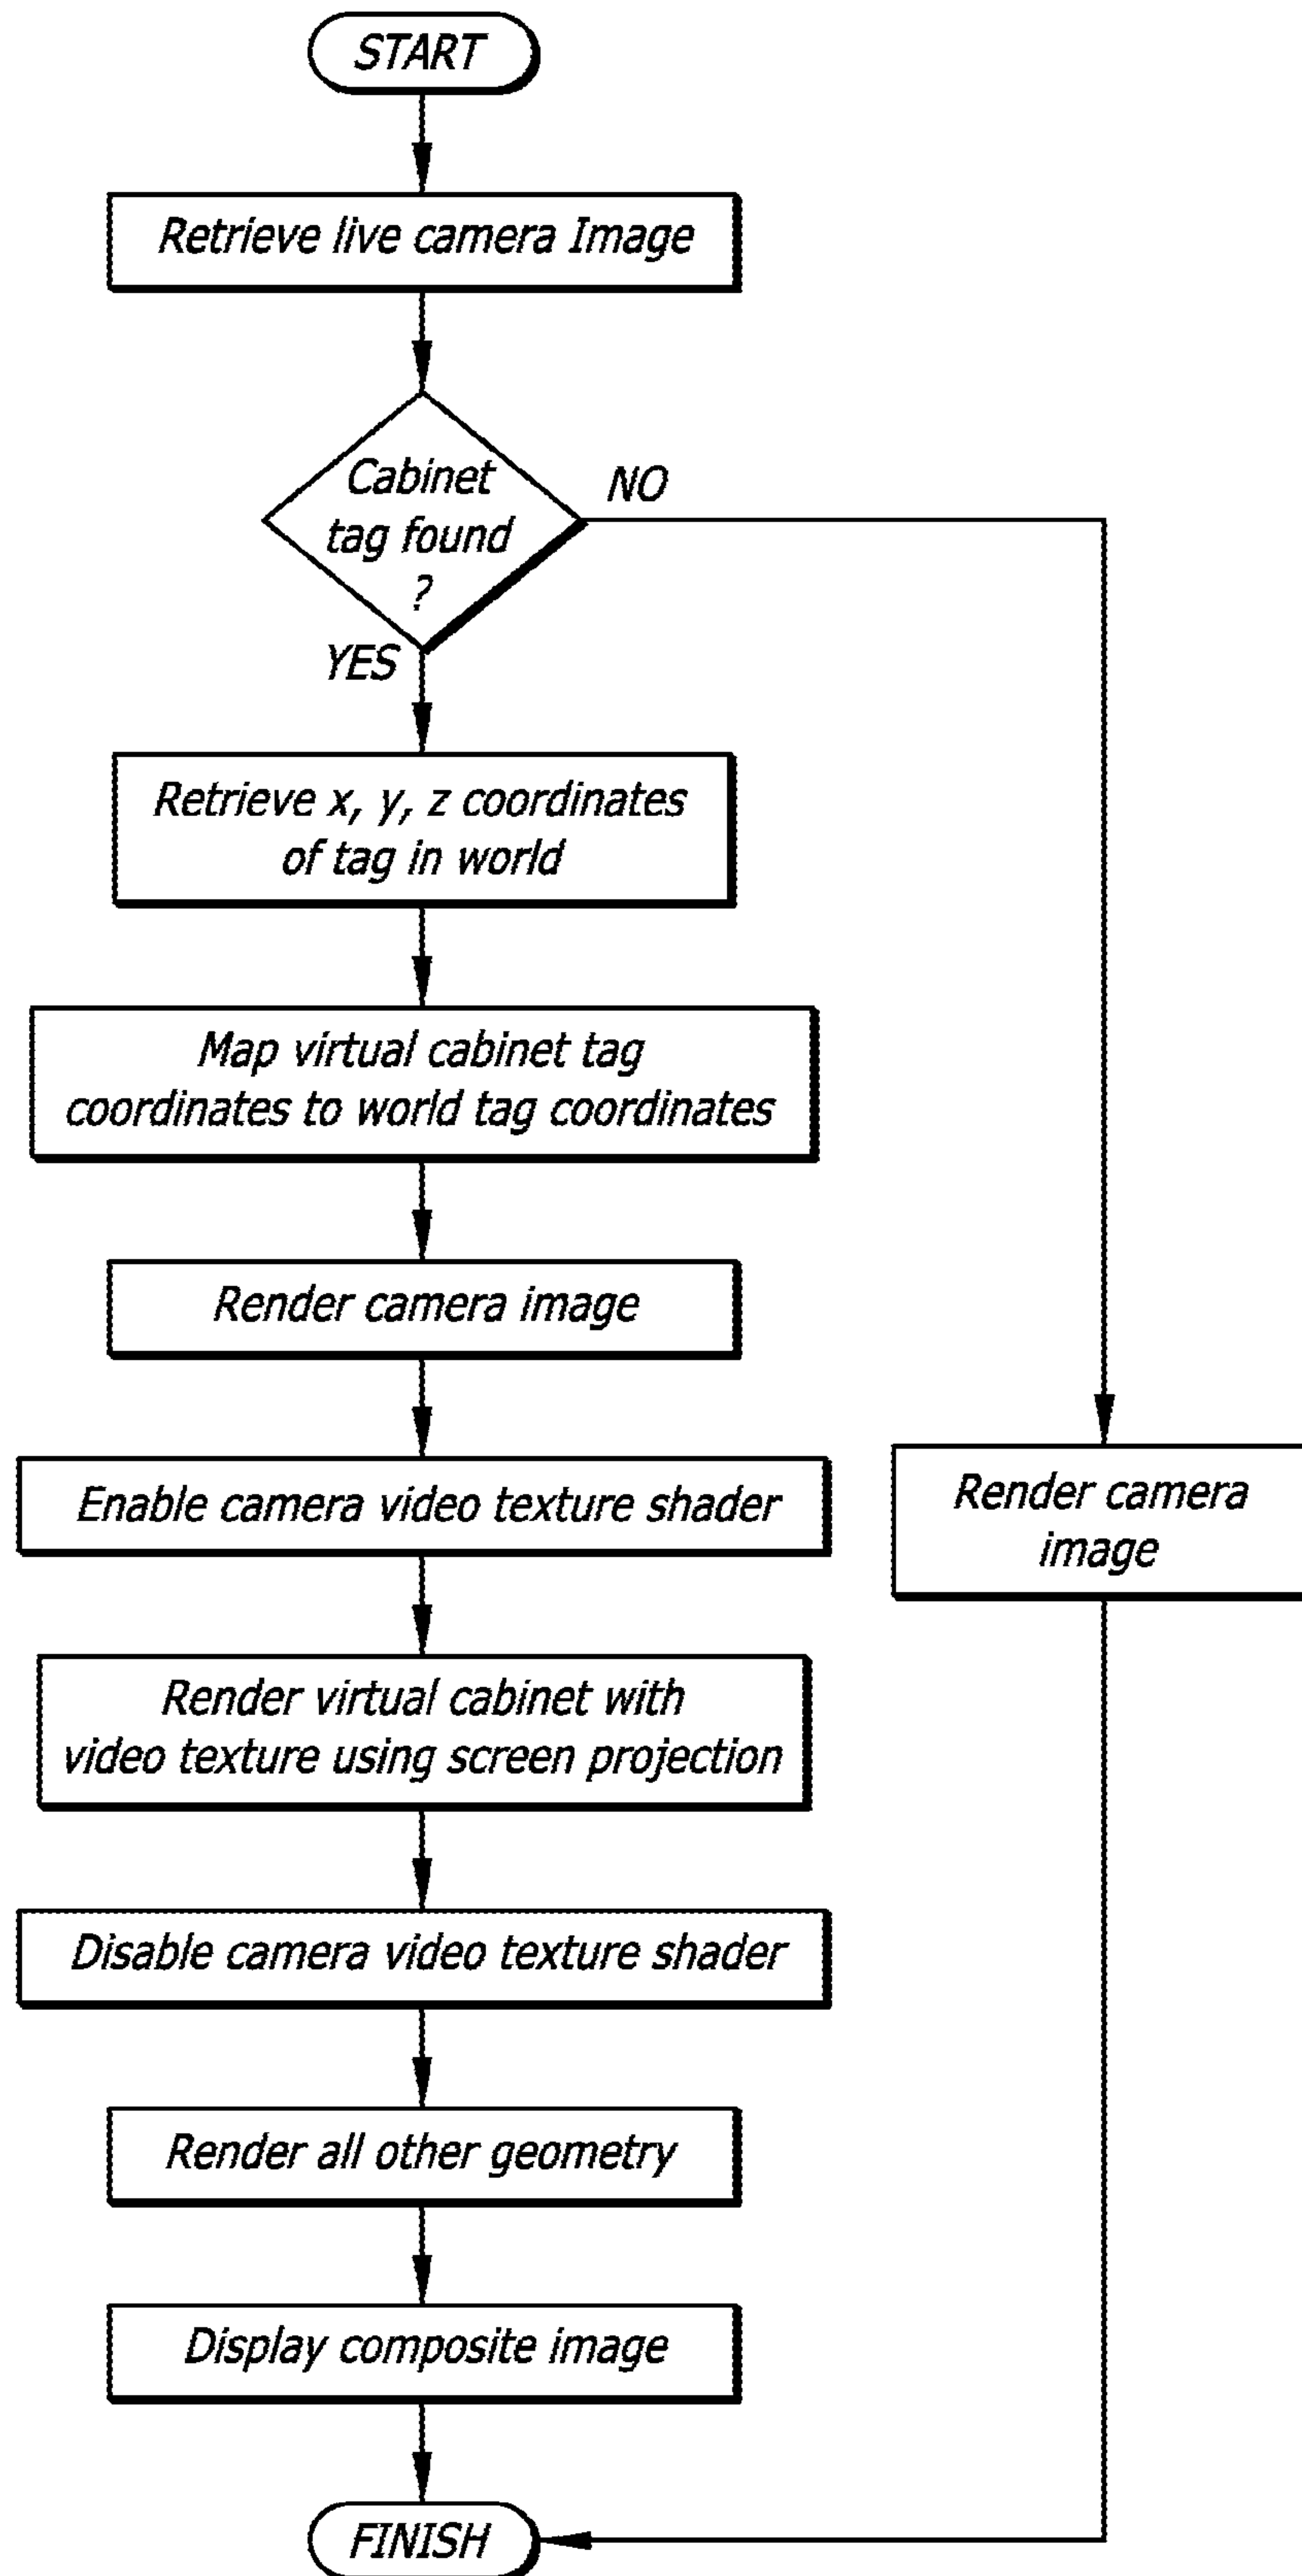 START
Retrieve live camera Image
Cabinet
tag found
?
NO
YES
Retrieve x, y, z coordinates
of tag in world
Map virtual cabinet tag
coordinates to world tag coordinates
Render camera image
Enable camera video texture shader
Render camera
image
Render virtual cabinet with
video texture using screen projection
Disable camera video texture shader
Render all other geometry
Display composite image
FINISH